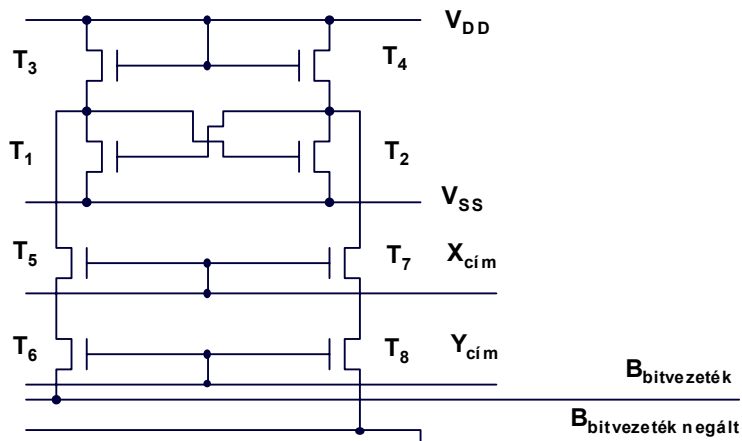 V_DD
T_3
T_4
T_1
T_2
V_SS
T_5
T_7
X_cím
T_6
T_8
Y_cím
B_bitvezeték
B_bitvezeték negált